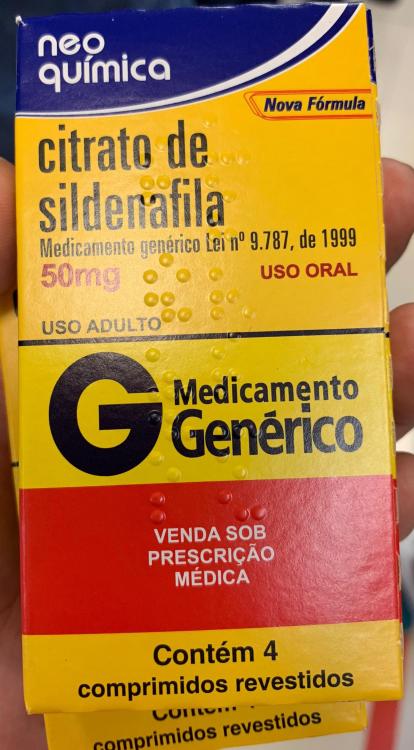 neo
química
Nova Fórmula
citrato de
sildenafila
Medicamento genérico Lei nº 9.787, de 1999
50mg USO ORAL
USO ADULTO
G Medicamento
Genérico
VENDA SOB
PRESCRIÇÃO
MÉDICA
Contém 4
comprimidos revestidos
comprimidos revestidos